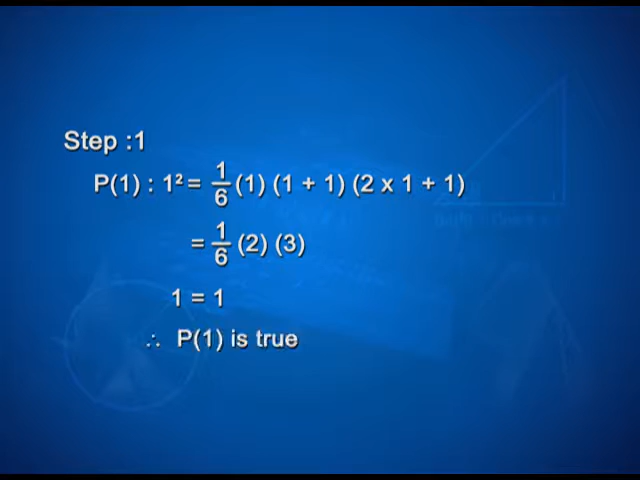 Step :1
P(1) : 1² = 1/6 (1) (1 + 1) (2 x 1 + 1)
= 1/6 (2) (3)
1 = 1
∴ P(1) is true